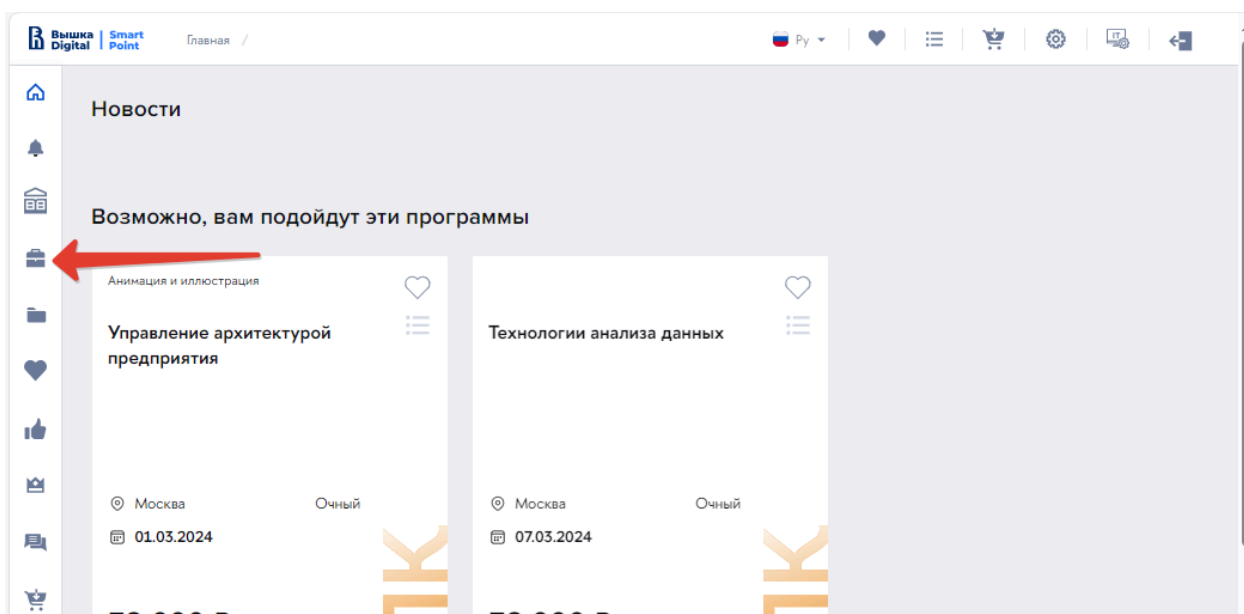 Вышка Digital | Smart Point
Главная /
Ру
IT
Новости
Возможно, вам подойдут эти программы
Анимация и иллюстрация
Управление архитектурой
предприятия
Москва Очный
01.03.2024
Технологии анализа данных
Москва Очный
07.03.2024